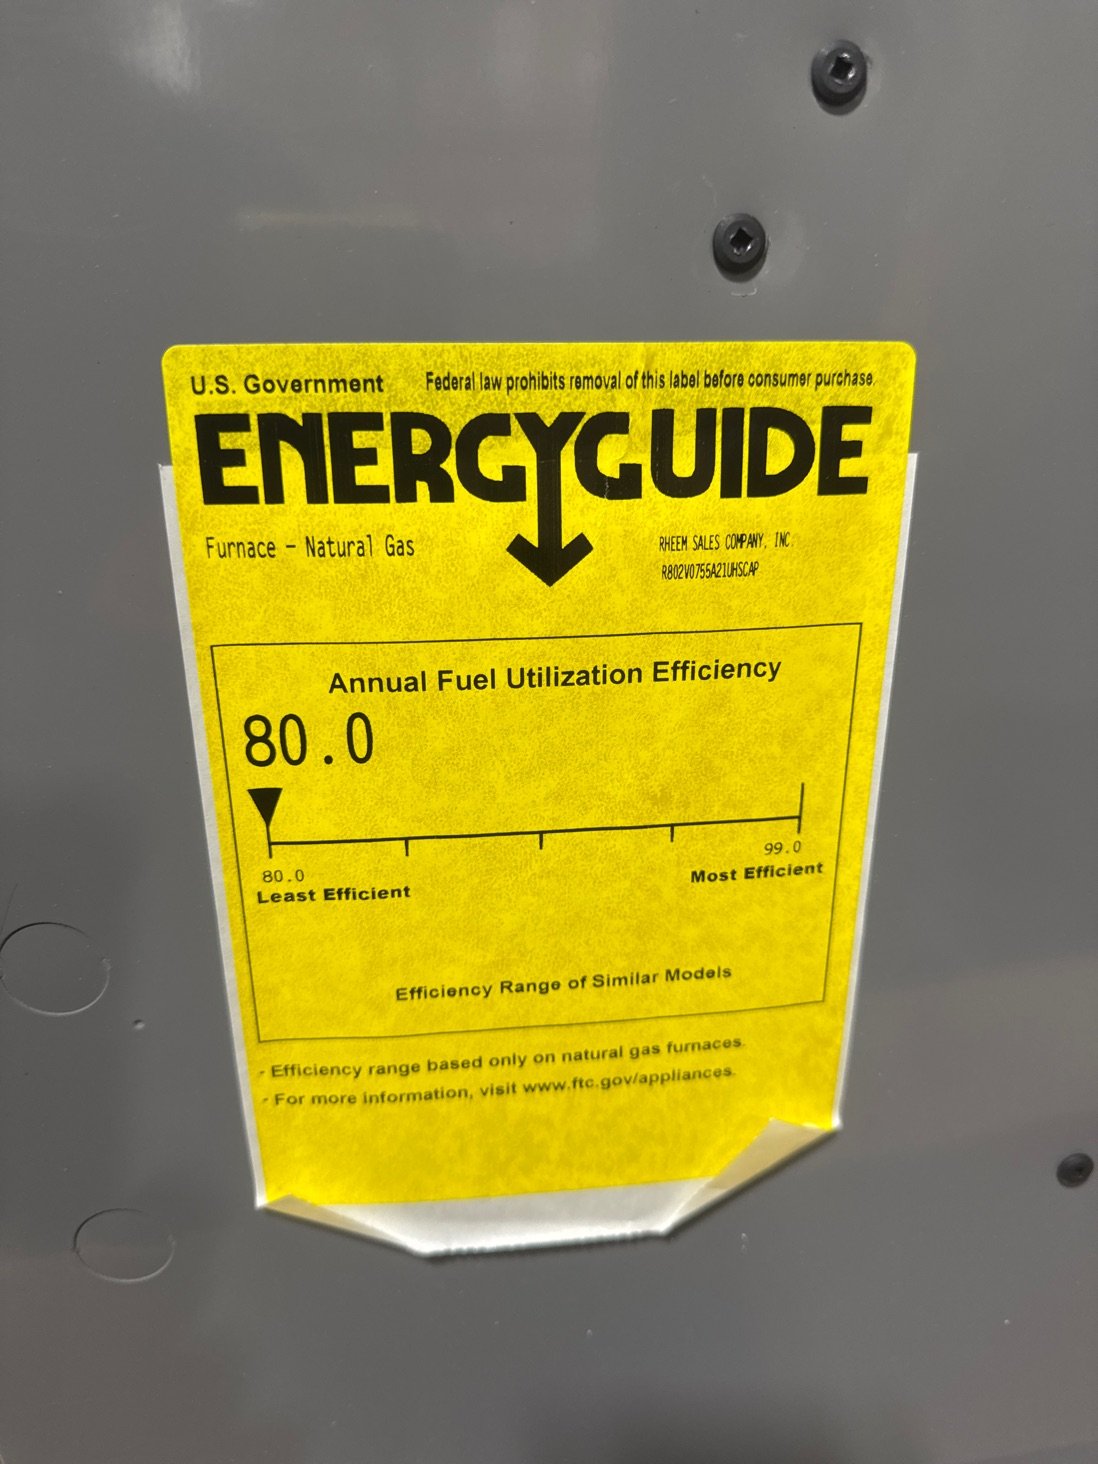 U.S. Government Federal law prohibits removal of this label before consumer purchase.
ENERGYGUIDE
Furnace - Natural Gas
RHEEM SALES COMPANY, INC.
R802V0755A21UHSCAP
Annual Fuel Utilization Efficiency
80.0
80.0
99.0
Least Efficient
Most Efficient
Efficiency Range of Similar Models
- Efficiency range based only on natural gas furnaces.
- For more information, visit www.ftc.gov/appliances.